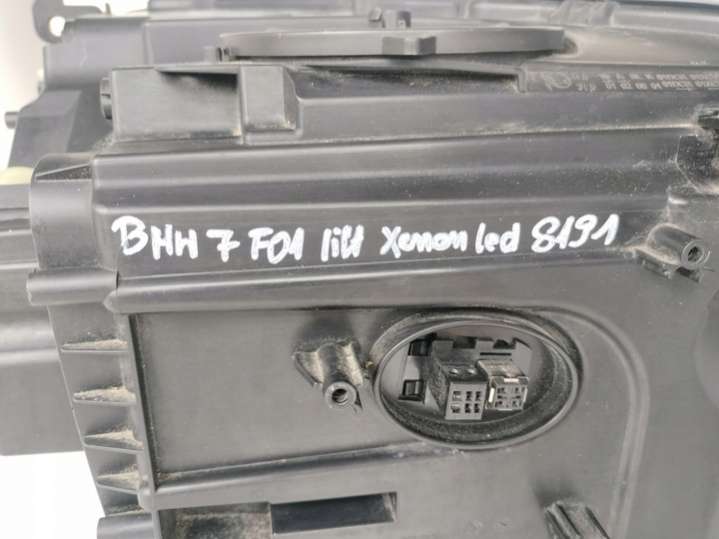 BMW 7 F01 lift Xenon led 8191